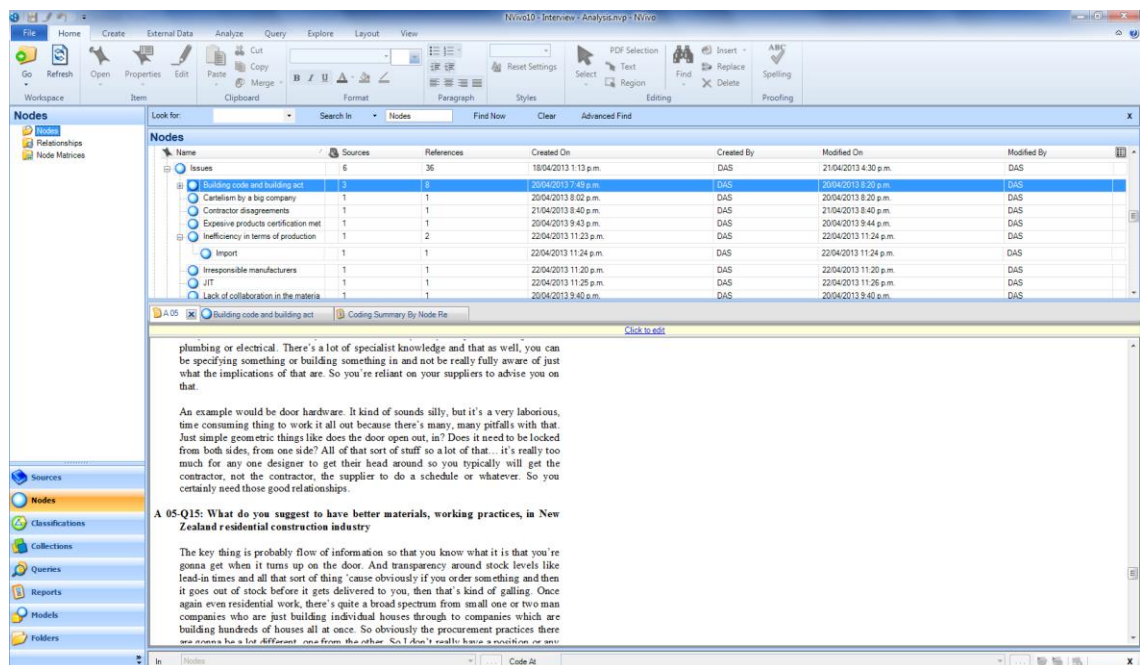 NVivo10 - Interview - Analysis.nvp - NVivo
File Home Create External Data Analyze Query Explore Layout View
Go Refresh Open Properties Edit Paste Cut Copy Merge
B I U A
Reset Settings
Select PDF Selection Text Region Find Insert Replace Delete
ABC Spelling
Workspace Item Clipboard Format Paragraph Styles Editing Proofing
Nodes
Nodes
Relationships
Node Matrices
Look for: Search In Nodes Find Now Clear Advanced Find X
Nodes
Name Sources References Created On Created By Modified On Modified By
Issues 6 36 18/04/2013 1:13 p.m. DAS 21/04/2013 4:30 p.m. DAS
Building code and building act 3 8 20/04/2013 7:49 p.m. DAS 20/04/2013 8:20 p.m. DAS
Cartelism by a big company 1 1 20/04/2013 8:02 p.m. DAS 20/04/2013 8:20 p.m. DAS
Contractor disagreements 1 1 21/04/2013 8:40 p.m. DAS 21/04/2013 8:40 p.m. DAS
Expesive products certification met 1 1 20/04/2013 9:43 p.m. DAS 20/04/2013 9:44 p.m. DAS
Inefficiency in terms of production 1 2 22/04/2013 11:23 p.m. DAS 22/04/2013 11:24 p.m. DAS
Import 1 1 22/04/2013 11:24 p.m. DAS 22/04/2013 11:24 p.m. DAS
Irresponsible manufacturers 1 1 22/04/2013 11:20 p.m. DAS 22/04/2013 11:20 p.m. DAS
JIT 1 1 22/04/2013 11:25 p.m. DAS 22/04/2013 11:26 p.m. DAS
Lack of collaboration in the materia 1 1 20/04/2013 9:40 p.m. DAS 20/04/2013 9:40 p.m. DAS
A 05 Building code and building act Coding Summary By Node Re
Click to edit
plumbing or electrical. There's a lot of specialist knowledge and that as well, you can
be specifying something or building something in and not be really fully aware of just
what the implications of that are. So you're reliant on your suppliers to advise you on
that.
An example would be door hardware. It kind of sounds silly, but it's a very laborious,
time consuming thing to work it all out because there's many, many pitfalls with that.
Just simple geometric things like does the door open out, in? Does it need to be locked
from both sides, from one side? All of that sort of stuff so a lot of that… it's really too
much for any one designer to get their head around so you typically will get the
contractor, not the contractor, the supplier to do a schedule or whatever. So you
certainly need those good relationships.
A 05-Q15: What do you suggest to have better materials, working practices, in New
Zealand residential construction industry
The key thing is probably flow of information so that you know what it is that you're
gonna get when it turns up on the door. And transparency around stock levels like
lead-in times and all that sort of thing 'cause obviously if you order something and then
it goes out of stock before it gets delivered to you, then that's kind of galling. Once
again even residential work, there's quite a broad spectrum from small one or two man
companies who are just building individual houses through to companies which are
building hundreds of houses all at once. So obviously the procurement practices there
are gonna be a lot different, one from the other. So I don't really have a position or any
Sources
Nodes
Classifications
Collections
Queries
Reports
Models
Folders
In Nodes ... Code At ... X